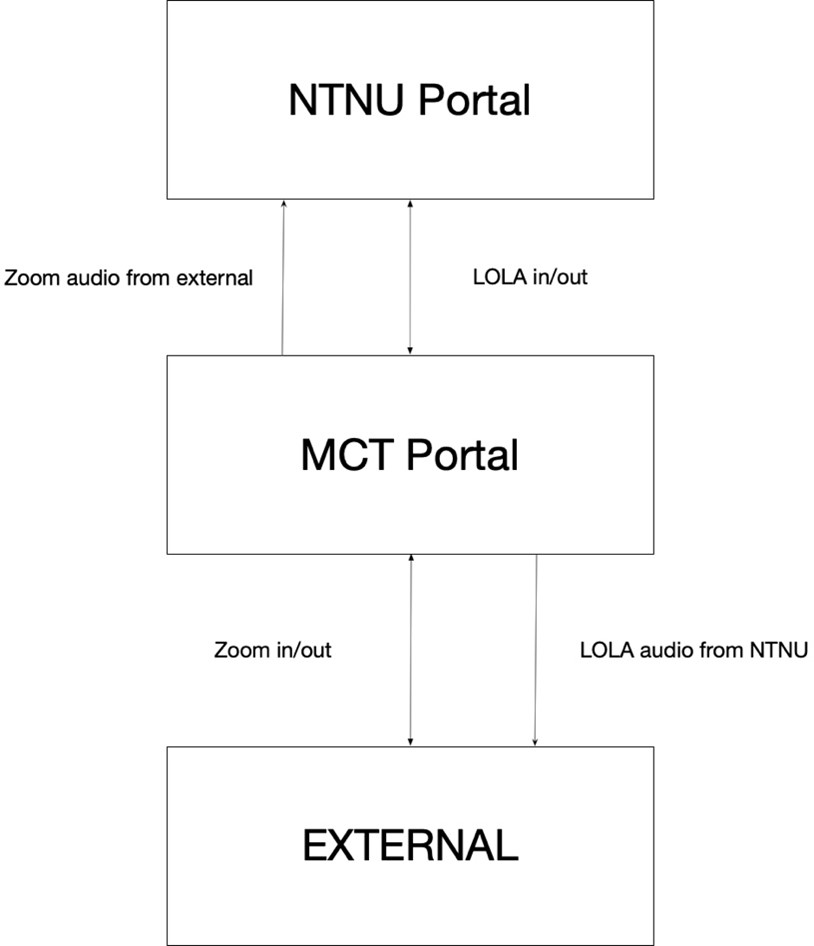 NTNU Portal
Zoom audio from external
LOLA in/out
MCT Portal
Zoom in/out
LOLA audio from NTNU
EXTERNAL